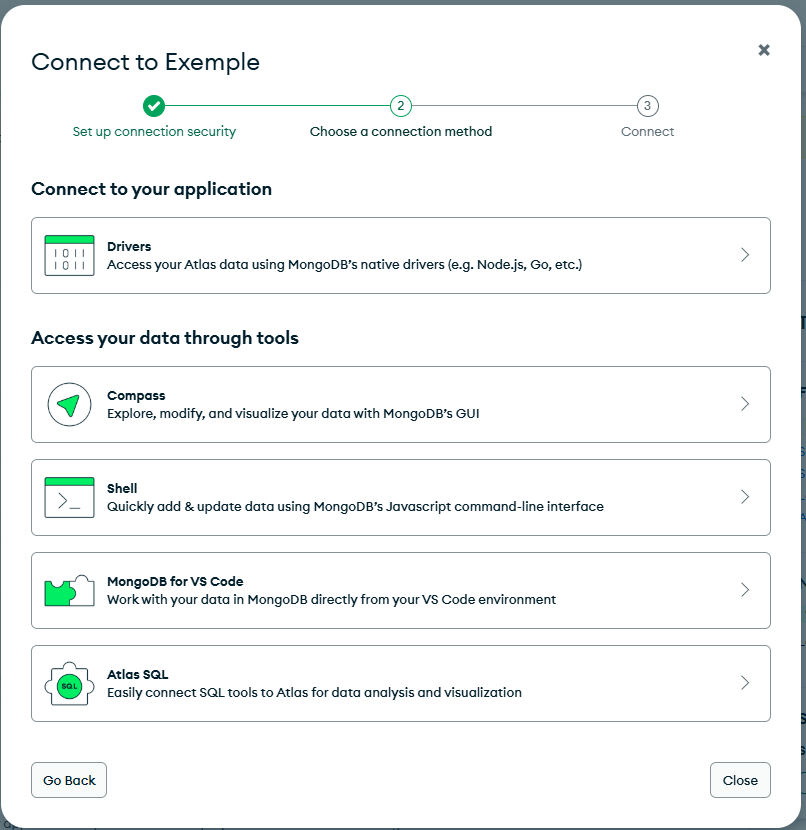 Connect to Exemple
2
3
Set up connection security
Choose a connection method
Connect
Connect to your application
1011
1011
Drivers
Access your Atlas data using MongoDB's native drivers (e.g. Node.js, Go, etc.)
Access your data through tools
Compass
Explore, modify, and visualize your data with MongoDB's GUI
>_
Shell
Quickly add & update data using MongoDB's Javascript command-line interface
MongoDB for VS Code
Work with your data in MongoDB directly from your VS Code environment
SQL
Atlas SQL
Easily connect SQL tools to Atlas for data analysis and visualization
Go Back
Close